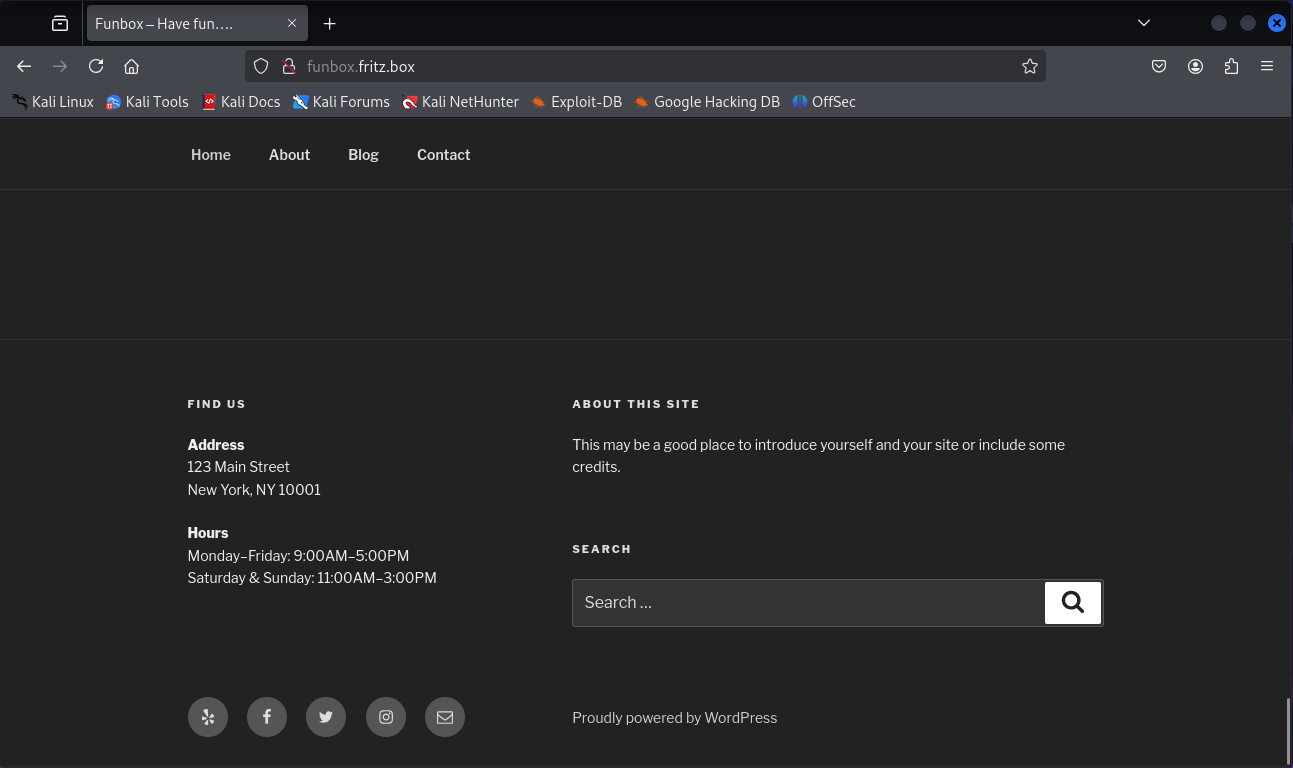 Funbox – Have fun….
funbox.fritz.box
Kali Linux Kali Tools Kali Docs Kali Forums Kali NetHunter Exploit-DB Google Hacking DB OffSec
Home About Blog Contact
FIND US
Address
123 Main Street
New York, NY 10001
Hours
Monday–Friday: 9:00AM–5:00PM
Saturday & Sunday: 11:00AM–3:00PM
ABOUT THIS SITE
This may be a good place to introduce yourself and your site or include some
credits.
SEARCH
Search …
Proudly powered by WordPress